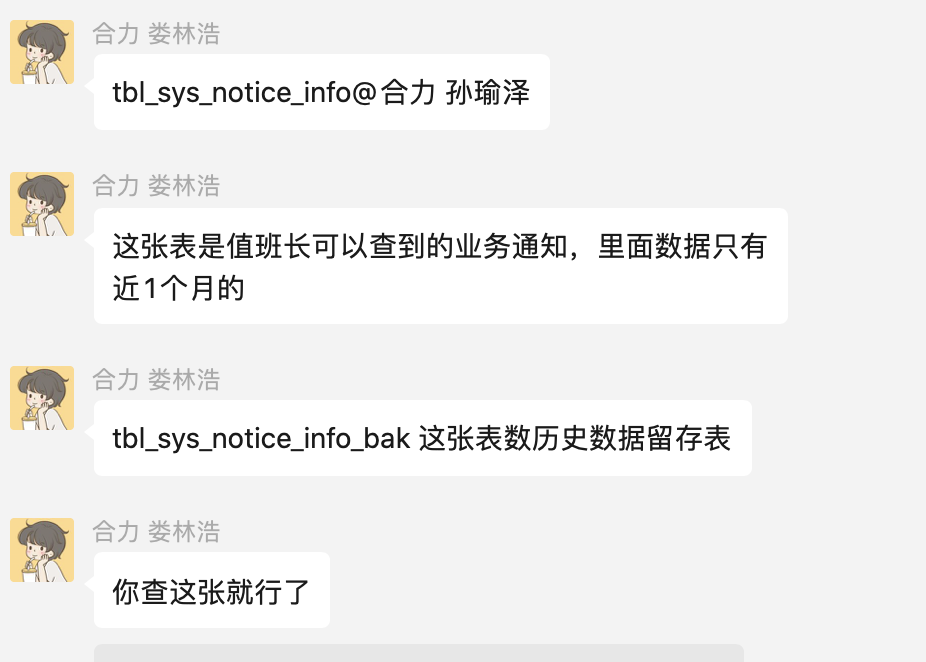 合力 娄林浩
tbl_sys_notice_info@合力 孙瑜泽
合力 娄林浩
这张表是值班长可以查到的业务通知，里面数据只有
近1个月的
合力 娄林浩
tbl_sys_notice_info_bak 这张表数历史数据留存表
合力 娄林浩
你查这张就行了